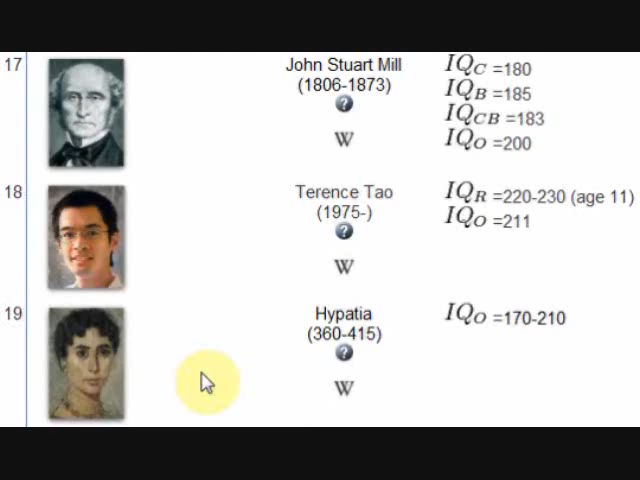 17
John Stuart Mill
(1806-1873)
?
W
IQC =180
IQB =185
IQCB =183
IQO =200
18
Terence Tao
(1975-)
?
W
IQR =220-230 (age 11)
IQO =211
19
Hypatia
(360-415)
?
W
IQO =170-210